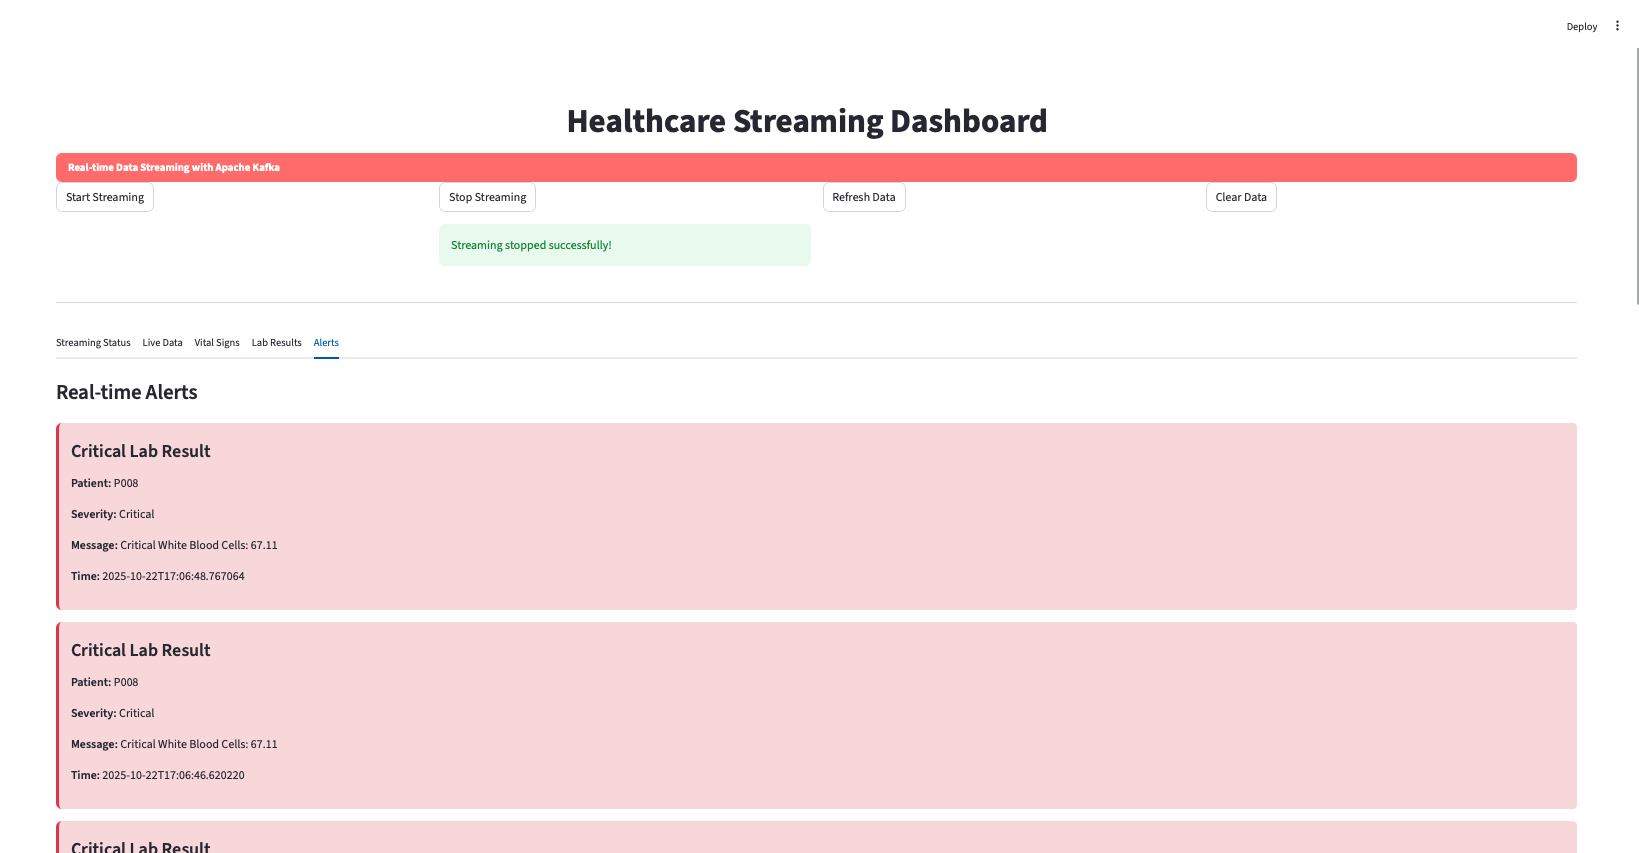 Deploy
Healthcare Streaming Dashboard
Real-time Data Streaming with Apache Kafka
Start Streaming
Stop Streaming
Refresh Data
Clear Data
Streaming stopped successfully!
Streaming Status
Live Data
Vital Signs
Lab Results
Alerts
Real-time Alerts
Critical Lab Result
Patient: P008
Severity: Critical
Message: Critical White Blood Cells: 67.11
Time: 2025-10-22T17:06:48.767064
Critical Lab Result
Patient: P008
Severity: Critical
Message: Critical White Blood Cells: 67.11
Time: 2025-10-22T17:06:46.620220
Critical Lab Result